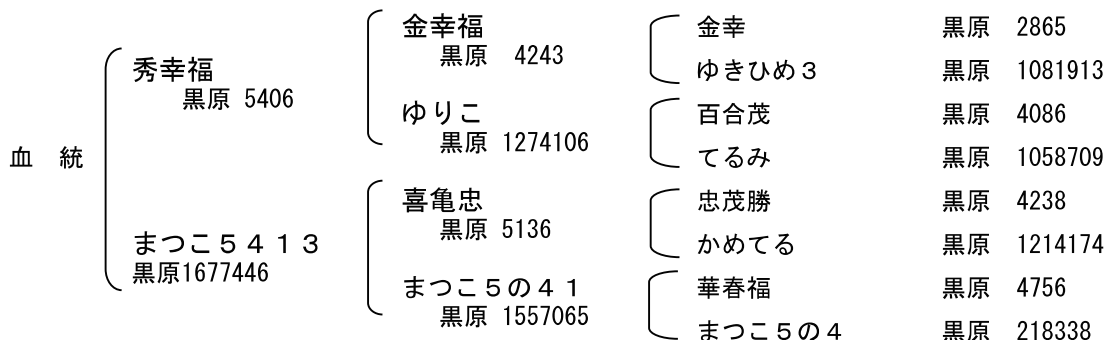 血　統
秀幸福
黒原 5406
まつこ５４１３
黒原1677446
金幸福
黒原 4243
ゆりこ
黒原 1274106
喜亀忠
黒原 5136
まつこ５の４１
黒原 1557065
金幸 黒原 2865
ゆきひめ３ 黒原 1081913
百合茂 黒原 4086
てるみ 黒原 1058709
忠茂勝 黒原 4238
かめてる 黒原 1214174
華春福 黒原 4756
まつこ５の４ 黒原 218338